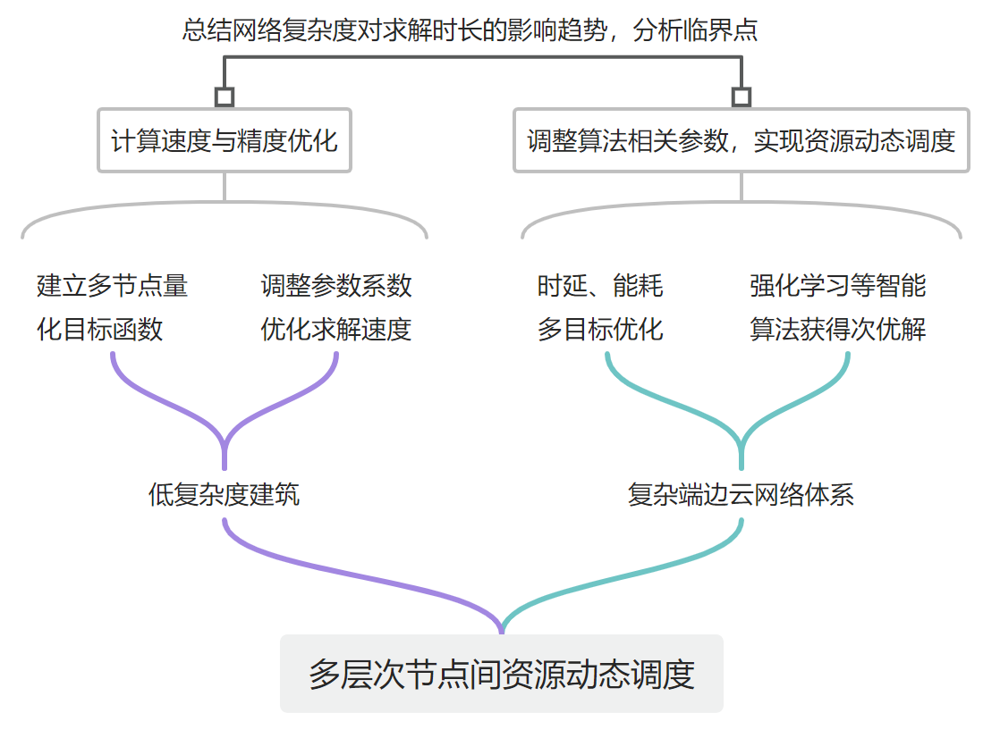 总结网络复杂度对求解时长的影响趋势，分析临界点
计算速度与精度优化
调整算法相关参数，实现资源动态调度
建立多节点量
化目标函数
调整参数系数
优化求解速度
时延、能耗
多目标优化
强化学习等智能
算法获得次优解
低复杂度建筑
复杂端边云网络体系
多层次节点间资源动态调度